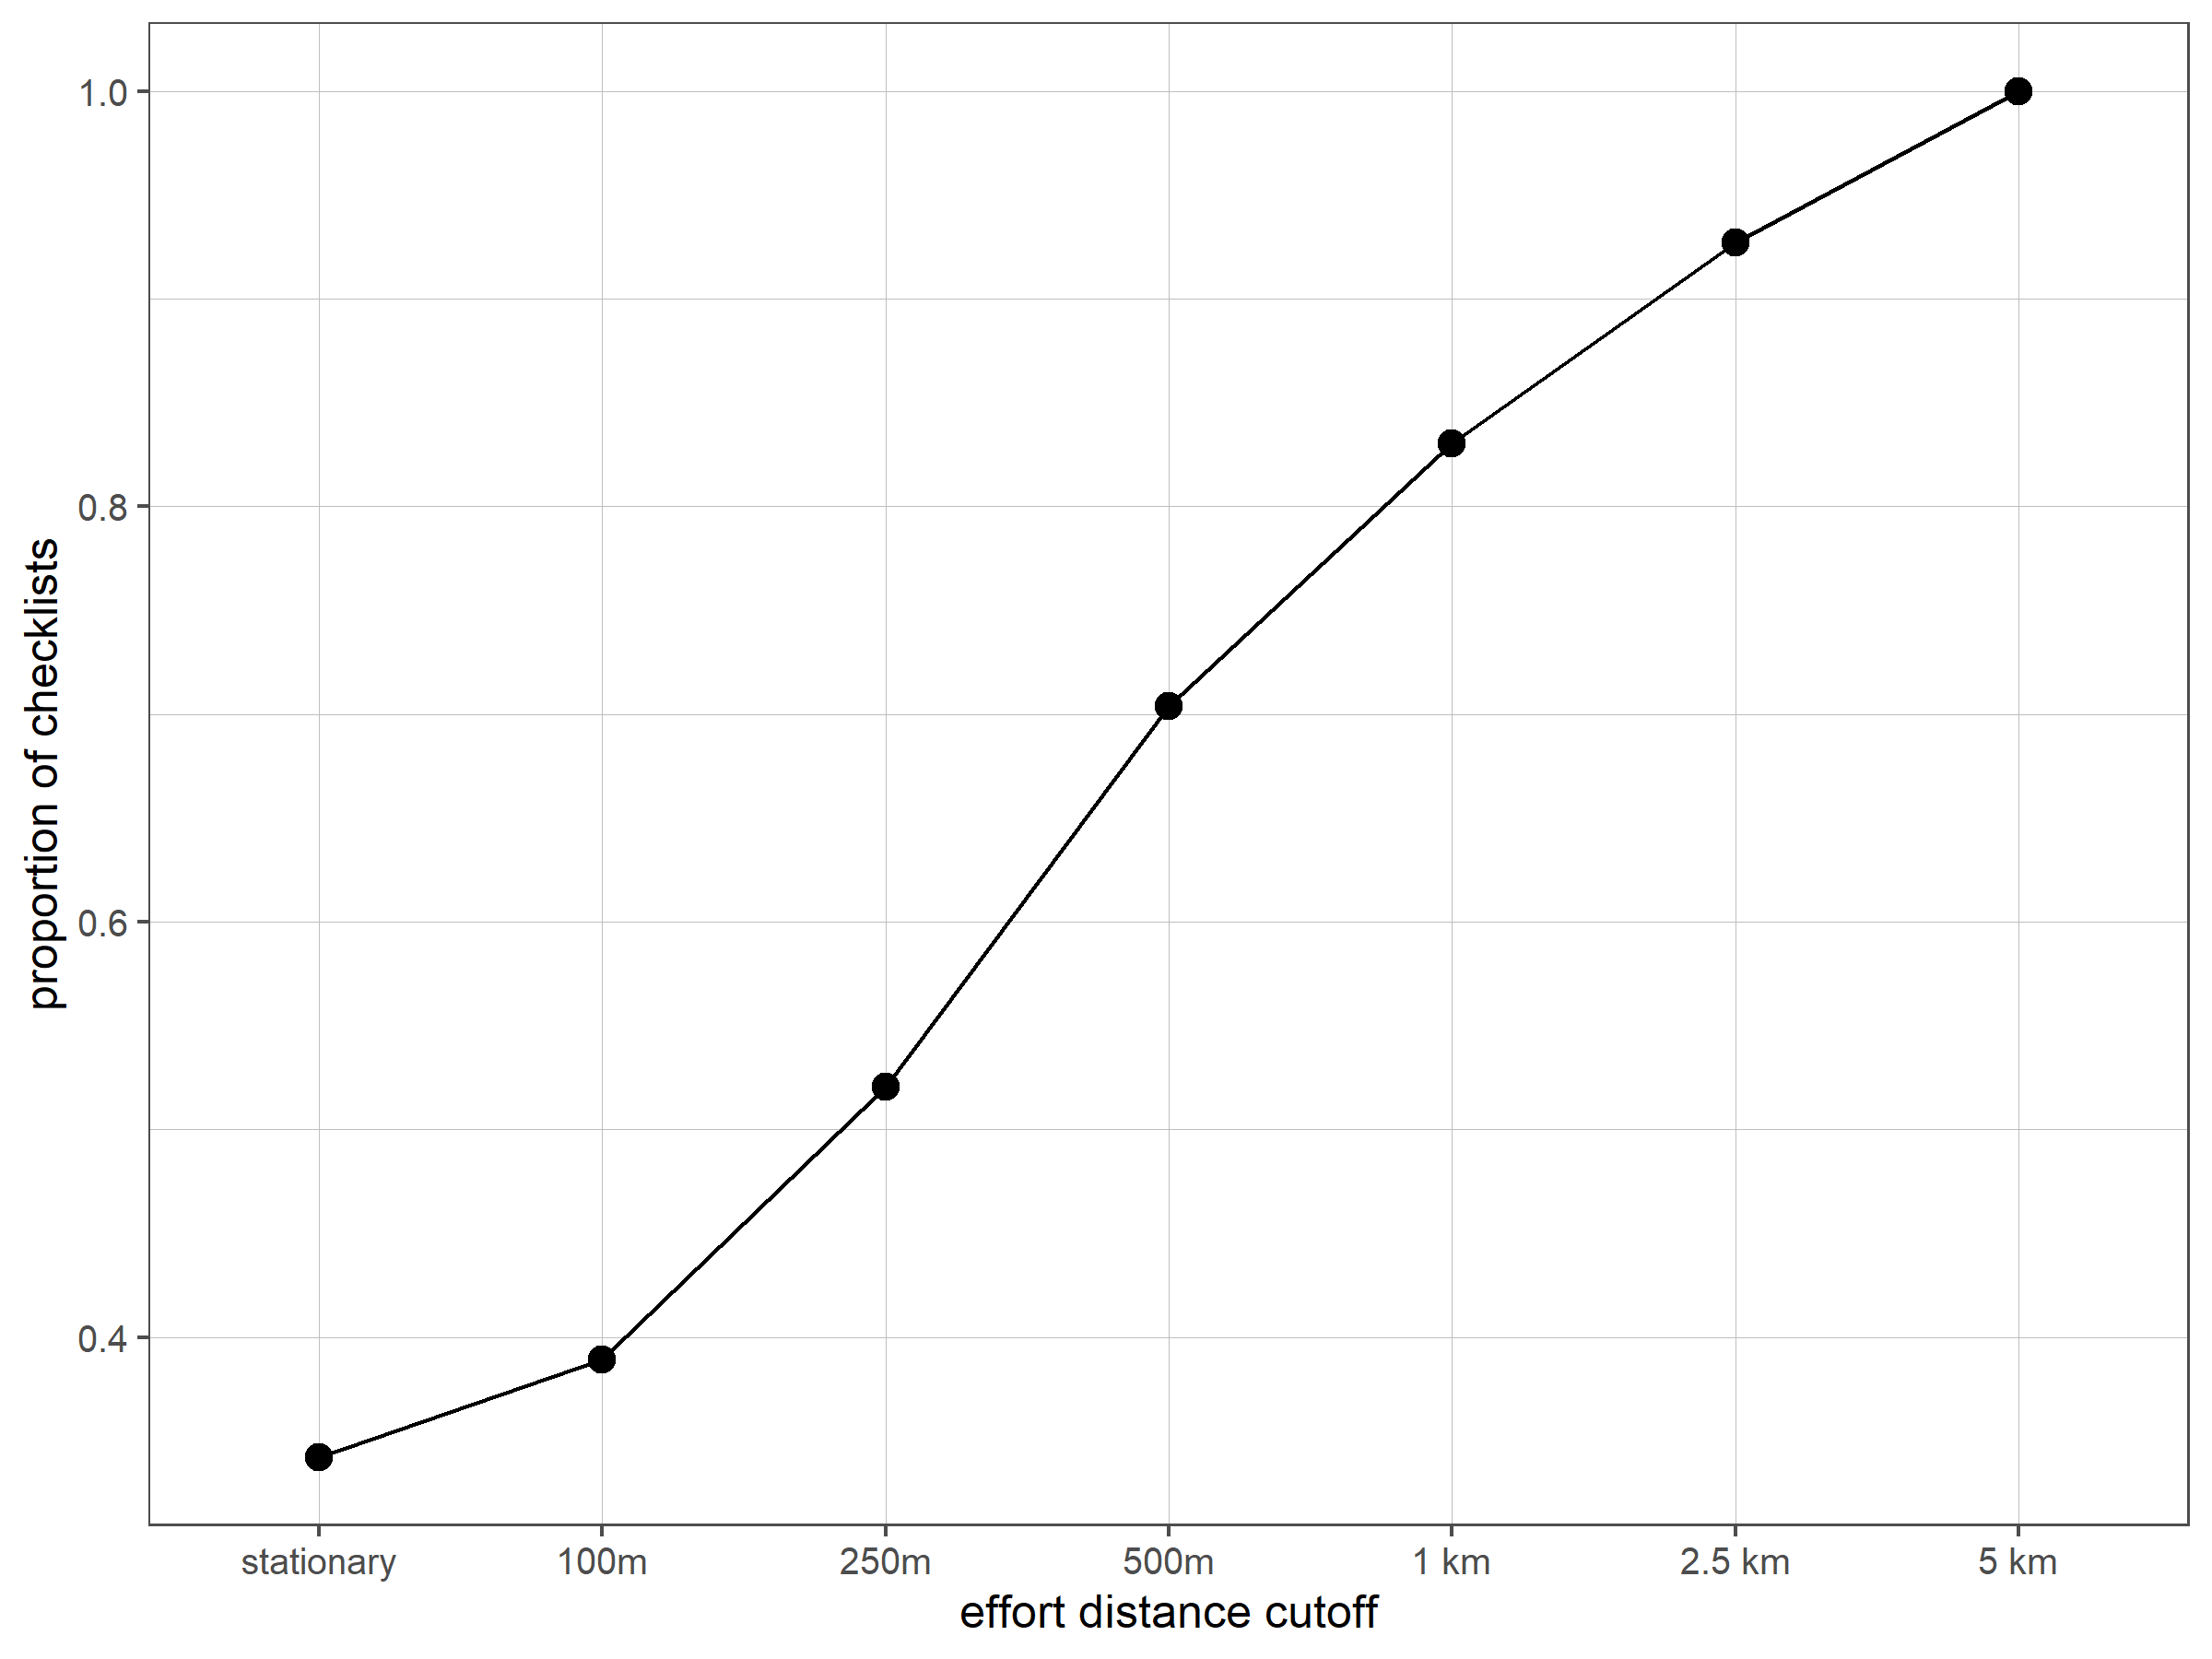 proportion of checklists
1.0
0.8
0.6
0.4
stationary 100m 250m 500m 1 km 2.5 km 5 km
effort distance cutoff